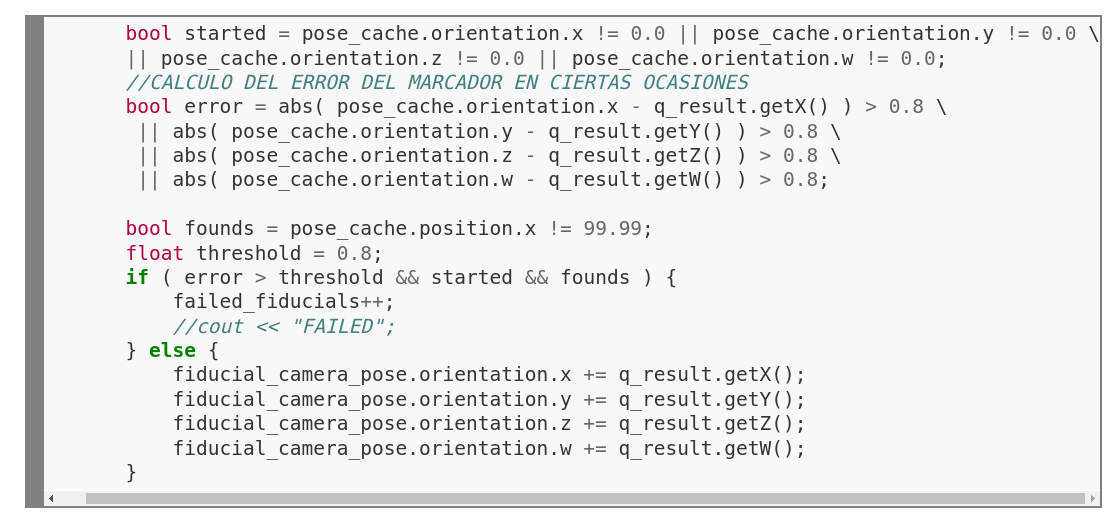 bool started = pose_cache.orientation.x != 0.0 || pose_cache.orientation.y != 0.0 \
|| pose_cache.orientation.z != 0.0 || pose_cache.orientation.w != 0.0;
//CALCULO DEL ERROR DEL MARCADOR EN CIERTAS OCASIONES
bool error = abs( pose_cache.orientation.x - q_result.getX() ) > 0.8 \
 || abs( pose_cache.orientation.y - q_result.getY() ) > 0.8 \
 || abs( pose_cache.orientation.z - q_result.getZ() ) > 0.8 \
 || abs( pose_cache.orientation.w - q_result.getW() ) > 0.8;

bool founds = pose_cache.position.x != 99.99;
float threshold = 0.8;
if ( error > threshold && started && founds ) {
    failed_fiducials++;
    //cout << "FAILED";
} else {
    fiducial_camera_pose.orientation.x += q_result.getX();
    fiducial_camera_pose.orientation.y += q_result.getY();
    fiducial_camera_pose.orientation.z += q_result.getZ();
    fiducial_camera_pose.orientation.w += q_result.getW();
}